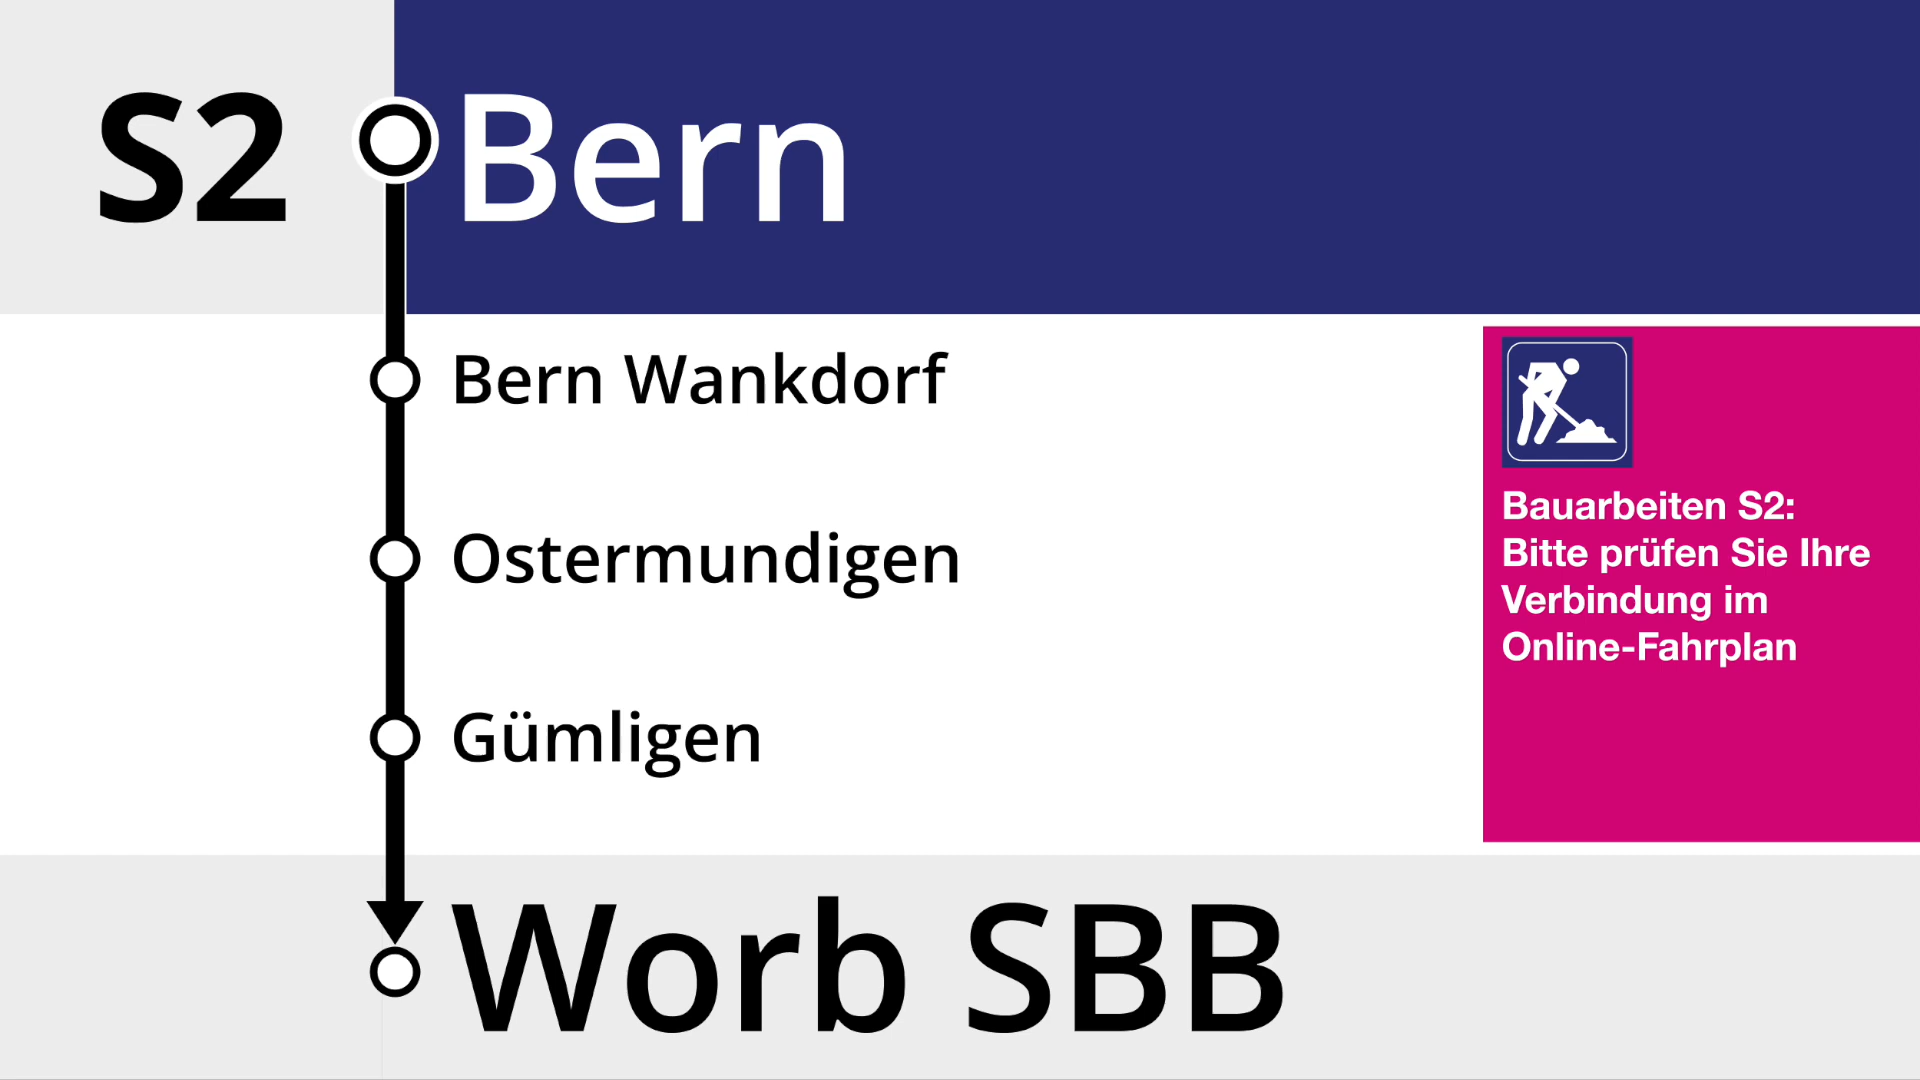 S2 Bern
Bern Wankdorf
Ostermundigen
Gümligen
Worb SBB
Bauarbeiten S2:
Bitte prüfen Sie Ihre
Verbindung im
Online-Fahrplan